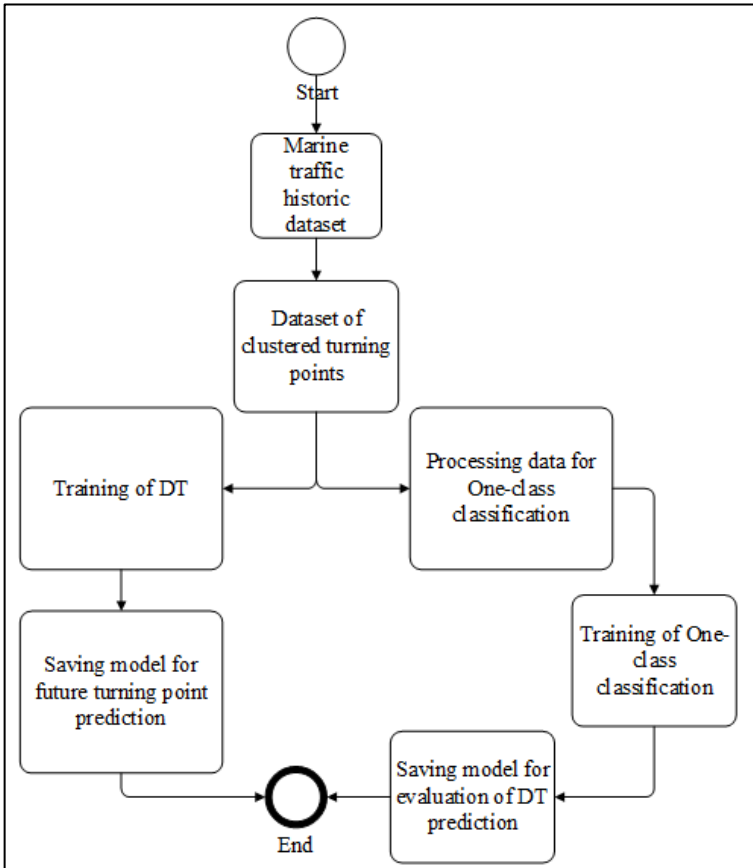 Start
Marine
traffic
historic
dataset
Dataset of
clustered turning
points
Training of DT
Processing data for
One-class
classification
Saving model for
future turning point
prediction
Training of One-
class
classification
Saving model for
evaluation of DT
prediction
End